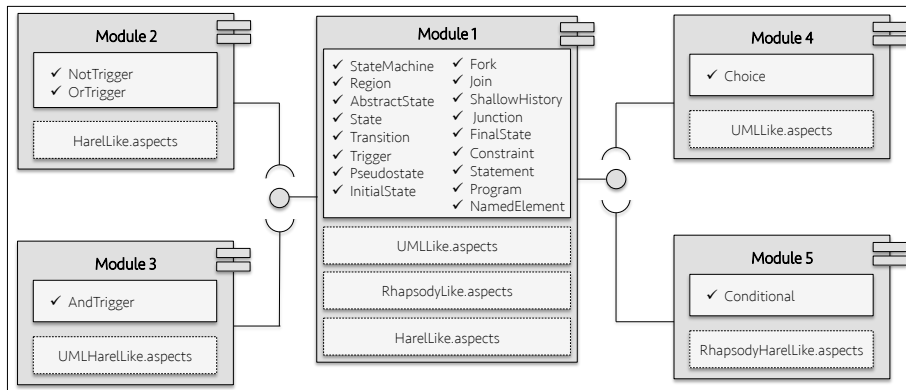 Module 2
✓ NotTrigger
✓ OrTrigger
HarelLike.aspects
Module 3
✓ AndTrigger
UMLHarelLike.aspects
Module 1
✓ StateMachine
✓ Region
✓ AbstractState
✓ State
✓ Transition
✓ Trigger
✓ Pseudostate
✓ InitialState
✓ Fork
✓ Join
✓ ShallowHistory
✓ Junction
✓ FinalState
✓ Constraint
✓ Statement
✓ Program
✓ NamedElement
UMLLike.aspects
RhapsodyLike.aspects
HarelLike.aspects
Module 4
✓ Choice
UMLLike.aspects
Module 5
✓ Conditional
RhapsodyHarelLike.aspects